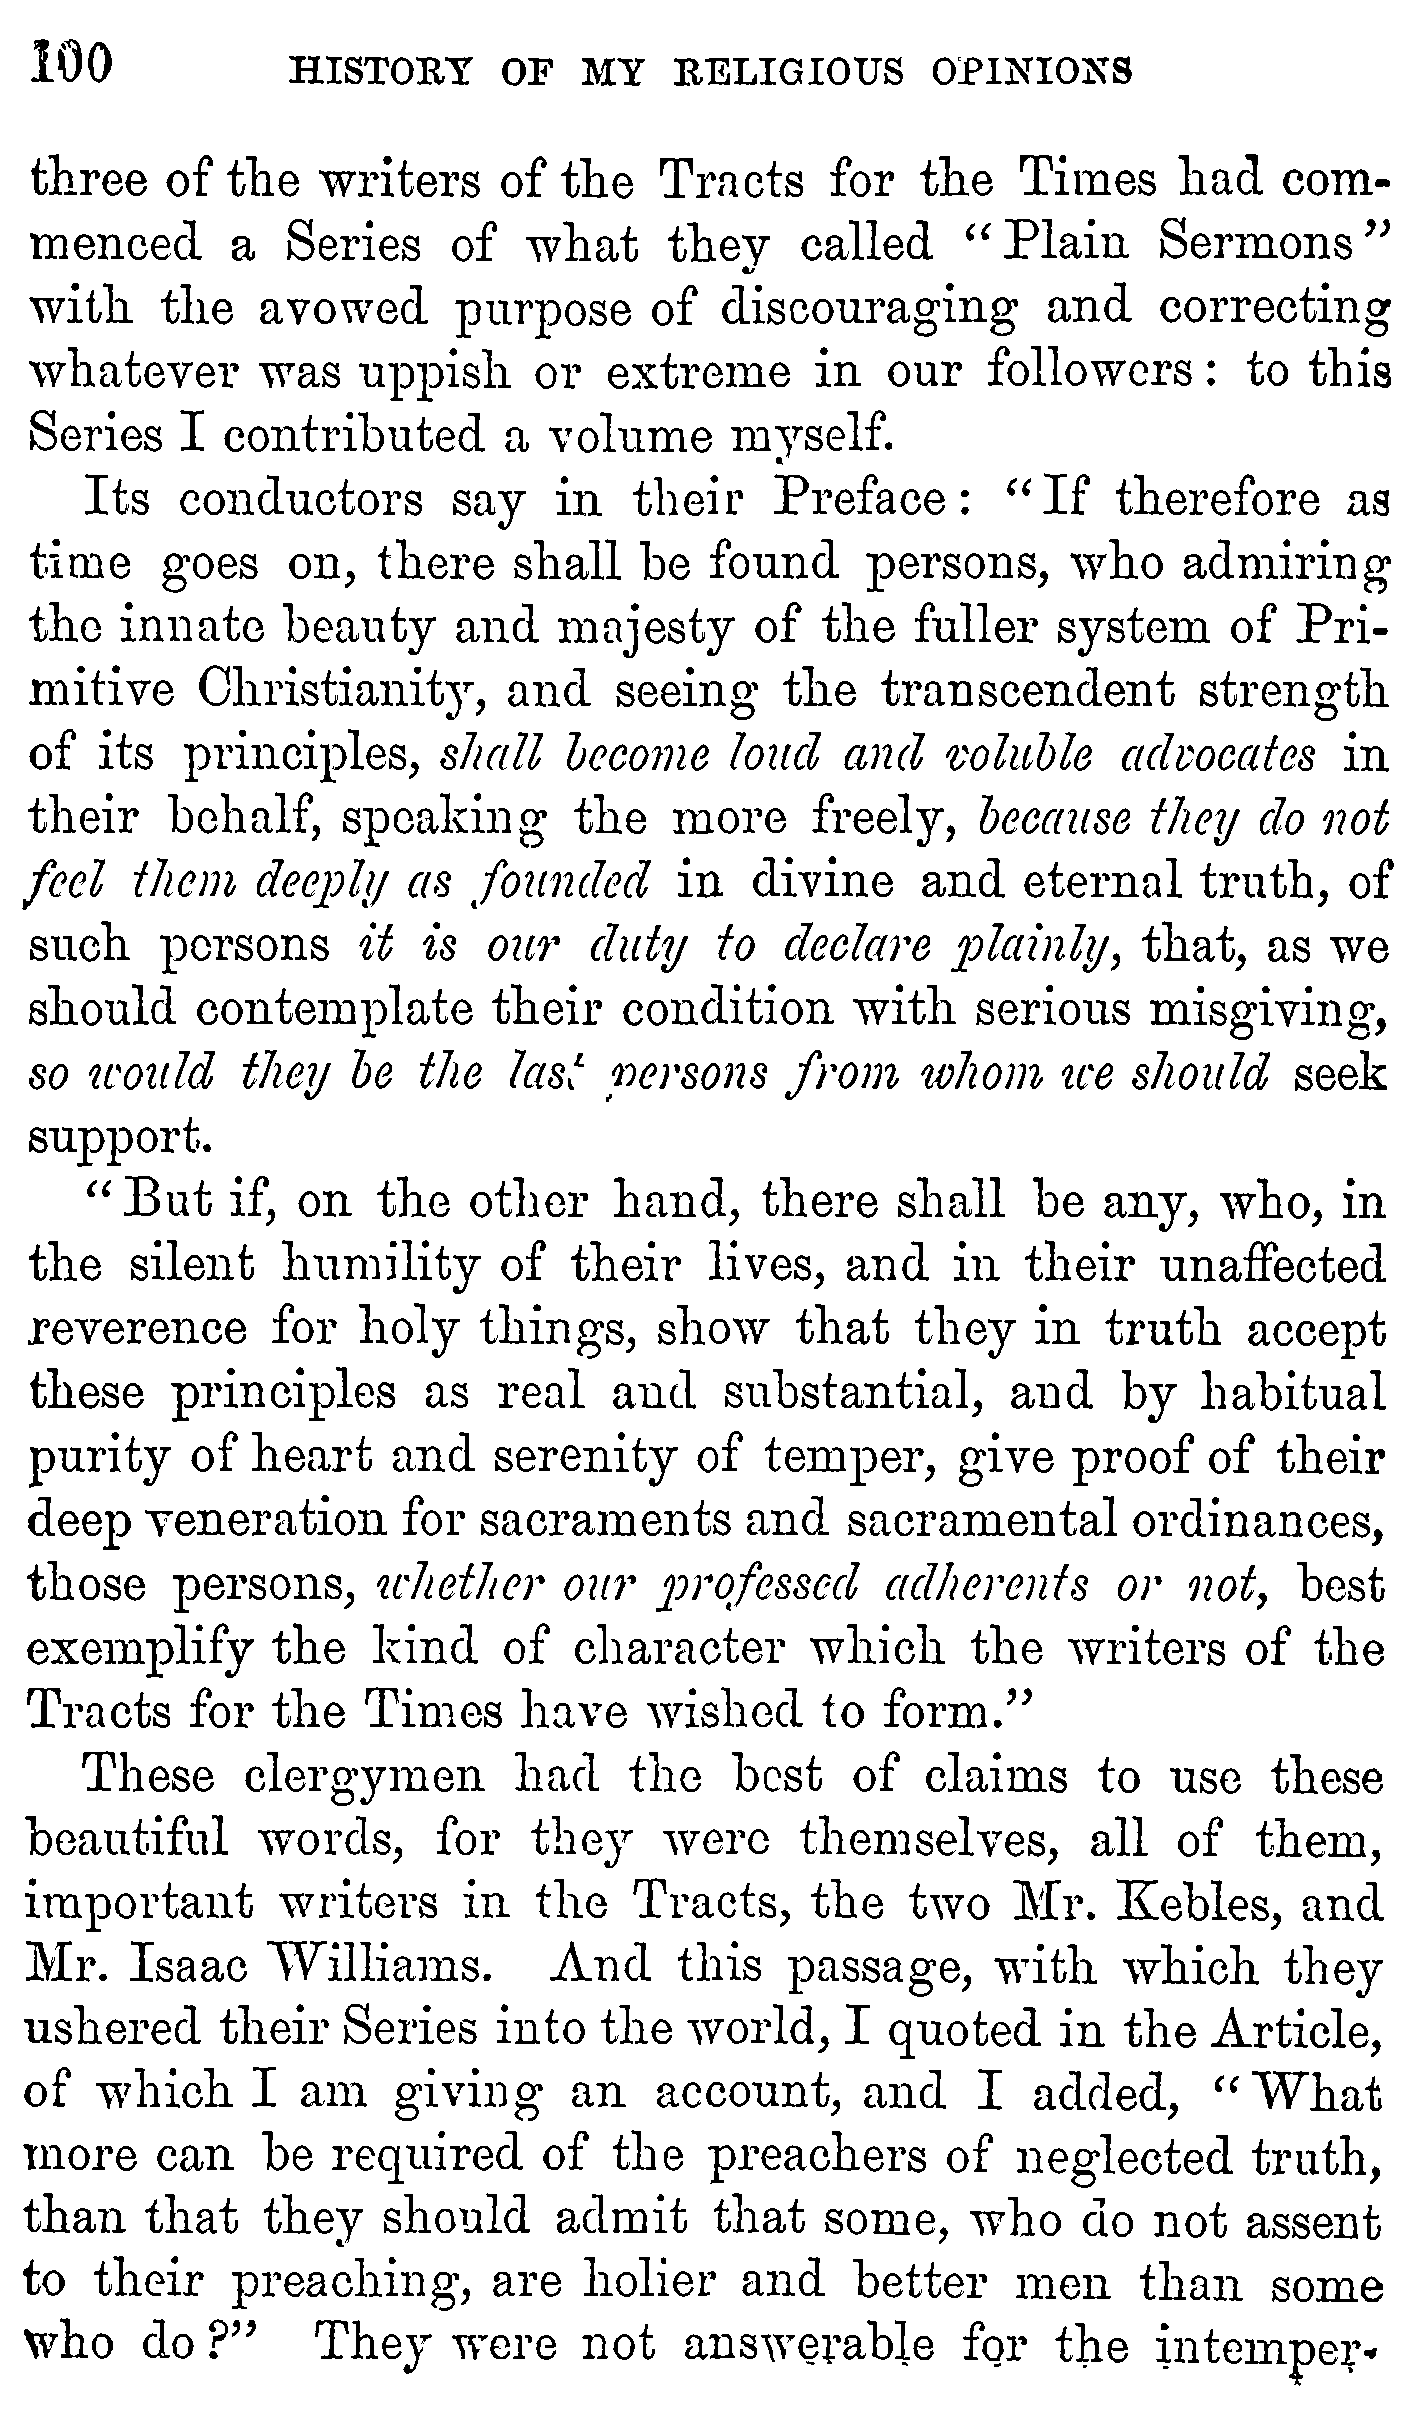 100 HISTORY OF MY RELIGIOUS OPINIONS
three of the writers of the Tracts for the Times had com-
menced a Series of what they called "Plain Sermons"
with the avowed purpose of discouraging and correcting
whatever was uppish or extreme in our followers: to this
Series I contributed a volume myself.
Its conductors say in their Preface: "If therefore as
time goes on, there shall be found persons, who admiring
the innate beauty and majesty of the fuller system of Pri-
mitive Christianity, and seeing the transcendent strength
of its principles, shall become loud and voluble advocates in
their behalf, speaking the more freely, because they do not
feel them deeply as founded in divine and eternal truth, of
such persons it is our duty to declare plainly, that, as we
should contemplate their condition with serious misgiving,
so would they be the last persons from whom we should seek
support.
"But if, on the other hand, there shall be any, who, in
the silent humility of their lives, and in their unaffected
reverence for holy things, show that they in truth accept
these principles as real and substantial, and by habitual
purity of heart and serenity of temper, give proof of their
deep veneration for sacraments and sacramental ordinances,
those persons, whether our professed adherents or not, best
exemplify the kind of character which the writers of the
Tracts for the Times have wished to form."
These clergymen had the best of claims to use these
beautiful words, for they were themselves, all of them,
important writers in the Tracts, the two Mr. Kebles, and
Mr. Isaac Williams. And this passage, with which they
ushered their Series into the world, I quoted in the Article,
of which I am giving an account, and I added, "What
more can be required of the preachers of neglected truth,
than that they should admit that some, who do not assent
to their preaching, are holier and better men than some
who do?" They were not answerable for the intemper-